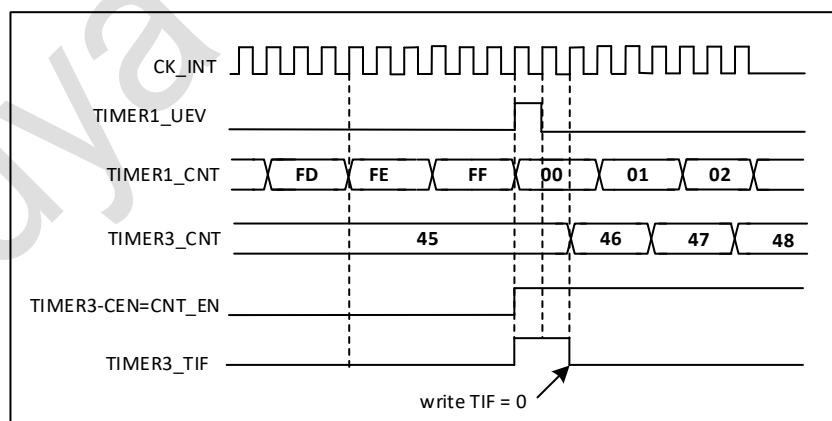 CK_INT
TIMER1_UEV
TIMER1_CNT FD FE FF 00 01 02
TIMER3_CNT 45 46 47 48
TIMER3-CEN=CNT_EN
TIMER3_TIF
write TIF = 0